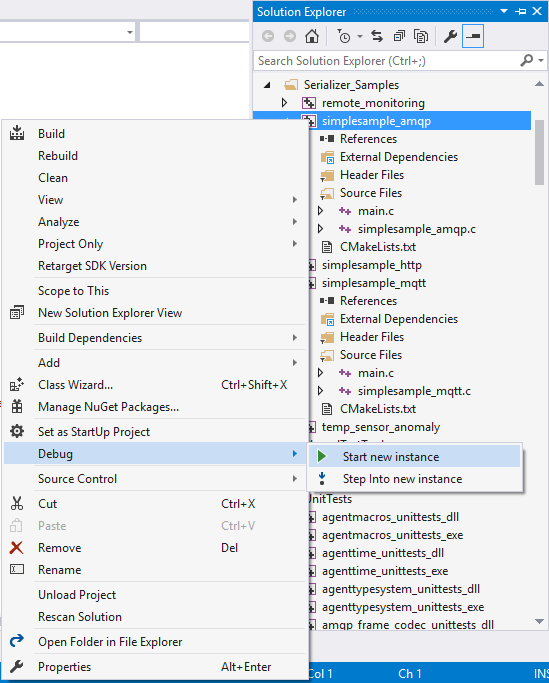 Solution Explorer
Search Solution Explorer (Ctrl+;)
Serializer_Samples
remote_monitoring
simplesample_amqp
References
External Dependencies
Header Files
Source Files
main.c
simplesample_amqp.c
CMakeLists.txt
simplesample_http
simplesample_mqtt
References
External Dependencies
Header Files
Source Files
main.c
simplesample_mqtt.c
CMakeLists.txt
temp_sensor_anomaly
UnitTests
agentmacros_unittests_dll
agentmacros_unittests_exe
agenttime_unittests_dll
agenttime_unittests_exe
agenttypesystem_unittests_dll
agenttypesystem_unittests_exe
amqp_frame_codec_unittests_dll
Build
Rebuild
Clean
View
Analyze
Project Only
Retarget SDK Version
Scope to This
New Solution Explorer View
Build Dependencies
Add
Class Wizard... Ctrl+Shift+X
Manage NuGet Packages...
Set as StartUp Project
Debug
Start new instance
Step Into new instance
Source Control
Cut Ctrl+X
Paste Ctrl+V
Remove Del
Rename
Unload Project
Rescan Solution
Open Folder in File Explorer
Properties Alt+Enter
Col 1 Ch 1 INS